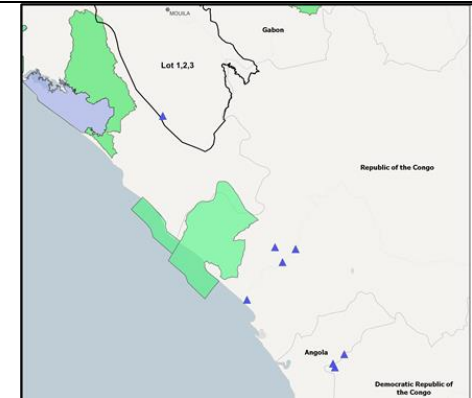 MOUILA
Gabon
Lot 1,2,3
Republic of the Congo
Angola
Democratic Republic of
the Congo